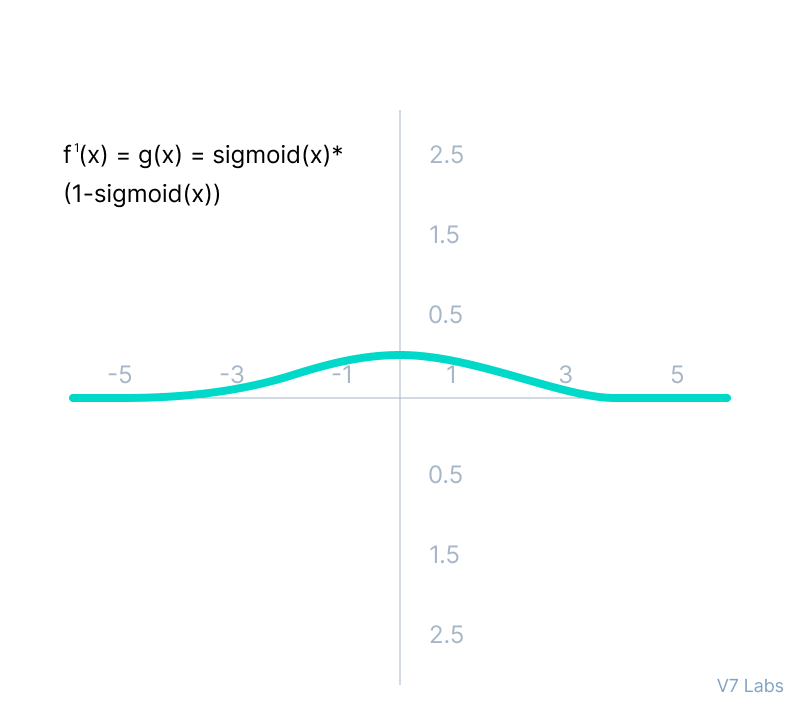 f¹(x) = g(x) = sigmoid(x)*
(1-sigmoid(x))
2.5
1.5
0.5
-5 -3 -1 1 3 5
0.5
1.5
2.5
V7 Labs